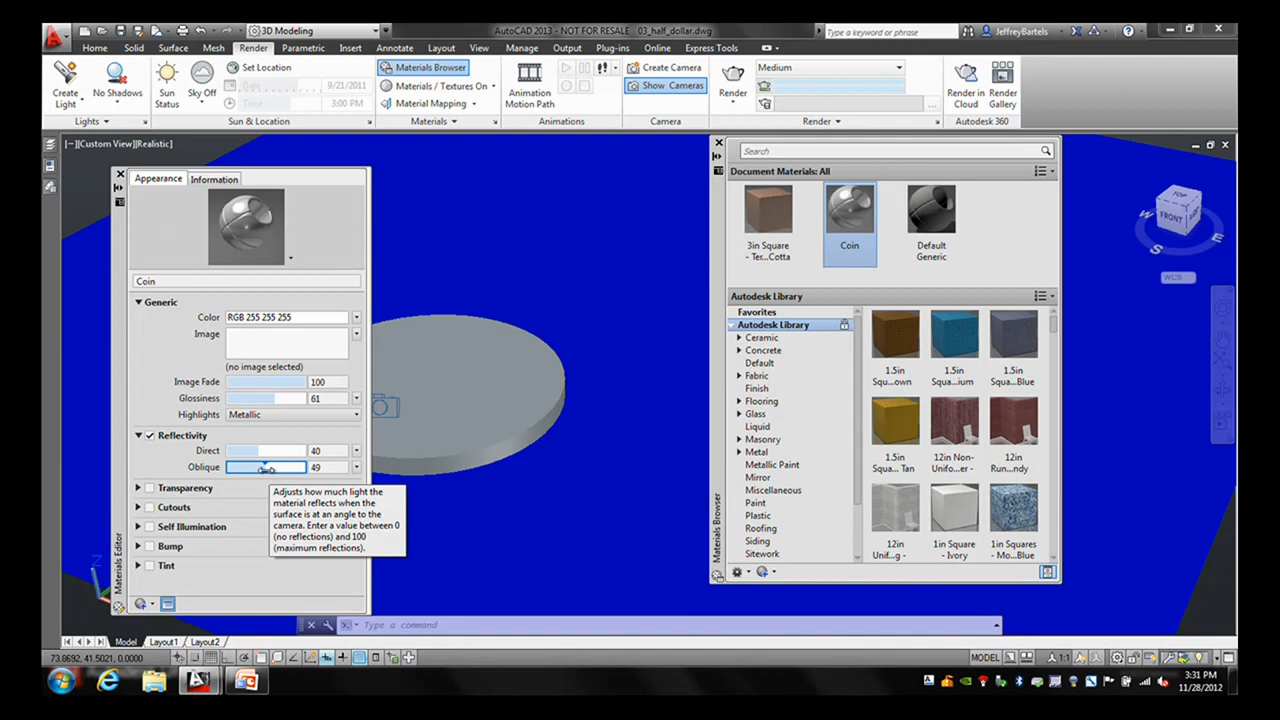 3D Modeling
AutoCAD 2013 - NOT FOR RESALE 03_half_dollar.dwg
Type a keyword or phrase
JeffreyBartels
Home Solid Surface Mesh Render Parametric Insert Annotate Layout View Manage Output Plug-ins Online Express Tools
Create Light
No Shadows
Lights
Sun Status
Sky Off
Set Location
Date 9/21/2011
Time 3:00 PM
Sun & Location
Materials Browser
Materials / Textures On
Material Mapping
Materials
Animation Motion Path
Animations
Create Camera
Show Cameras
Camera
Render
Medium
Render
Render in Cloud
Render Gallery
Autodesk 360
[−][Custom View][Realistic]
Appearance Information
Coin
Generic
Color RGB 255 255 255
Image
(no image selected)
Image Fade 100
Glossiness 61
Highlights Metallic
Reflectivity
Direct 40
Oblique 49
Transparency
Cutouts
Self Illumination
Bump
Tint
Materials Editor
Adjusts how much light the
material reflects when the
surface is at an angle to the
camera. Enter a value between 0
(no reflections) and 100
(maximum reflections).
Search
Document Materials: All
3in Square
- Ter...Cotta
Coin
Default
Generic
Autodesk Library
Favorites
Autodesk Library
Ceramic
Concrete
Default
Fabric
Finish
Flooring
Glass
Liquid
Masonry
Metal
Metallic Paint
Mirror
Miscellaneous
Paint
Plastic
Roofing
Siding
Sitework
1.5in
Squ...own
1.5in
Squ...ium
1.5in
Squa...Blue
1.5in
Squa... Tan
12in Non-
Unifo...er -
12in
Run...dy
12in
Unif...g -
1in Square
- Ivory
1in Squares
- Mo...Blue
Materials Browser
TOP
FRONT
W
S
E
WCS
Z
Type a command
Model Layout1 Layout2
73.8692, 41.5021, 0.0000
MODEL
1:1
3:31 PM
11/28/2012